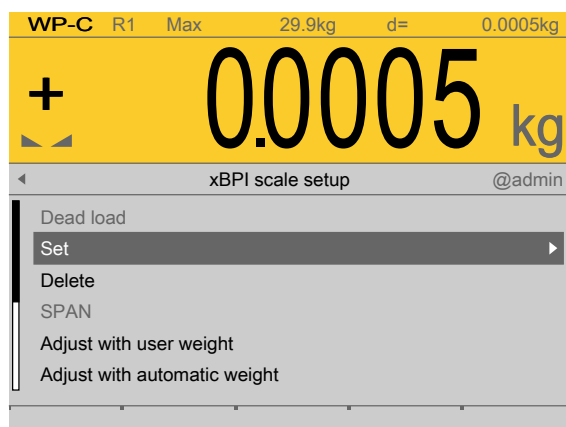 WP-C R1 Max 29.9kg d= 0.0005kg
+ 0.0005 kg
xBPI scale setup @admin
Dead load
Set
Delete
SPAN
Adjust with user weight
Adjust with automatic weight